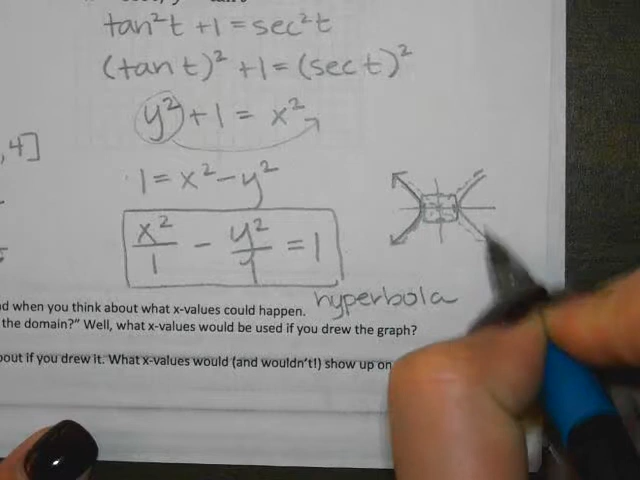 tan²t + 1 = sec²t
(tan t)² + 1 = (sec t)²
y² + 1 = x²
, 4]
1 = x² - y²
x²/1 - y²/1 = 1
hyperbola
nd when you think about what x-values could happen.
the domain?" Well, what x-values would be used if you drew the graph?
bout if you drew it. What x-values would (and wouldn't!) show up on